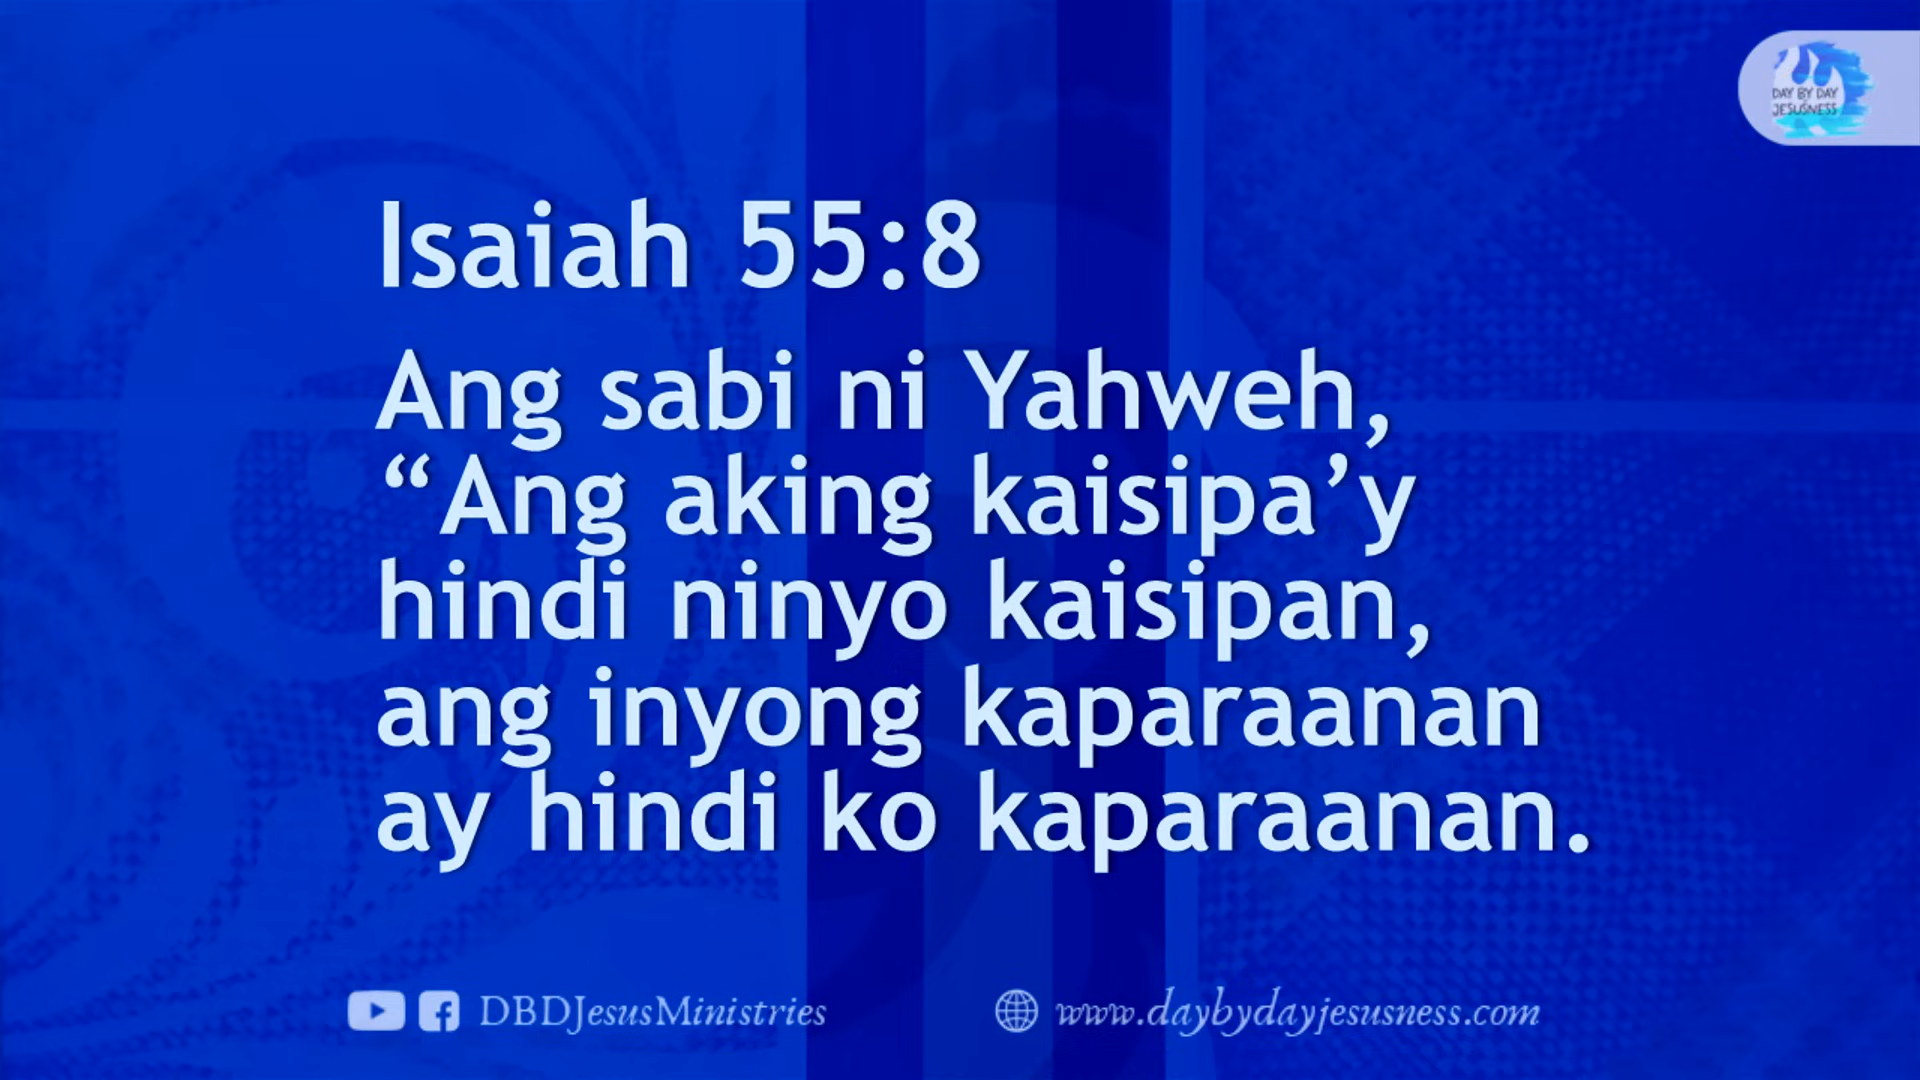 DAY BY DAY
JESUSNESS
Isaiah 55:8
Ang sabi ni Yahweh,
“Ang aking kaisipa’y
hindi ninyo kaisipan,
ang inyong kaparaanan
ay hindi ko kaparaanan.
DBDJesusMinistries
www.daybydayjesusness.com